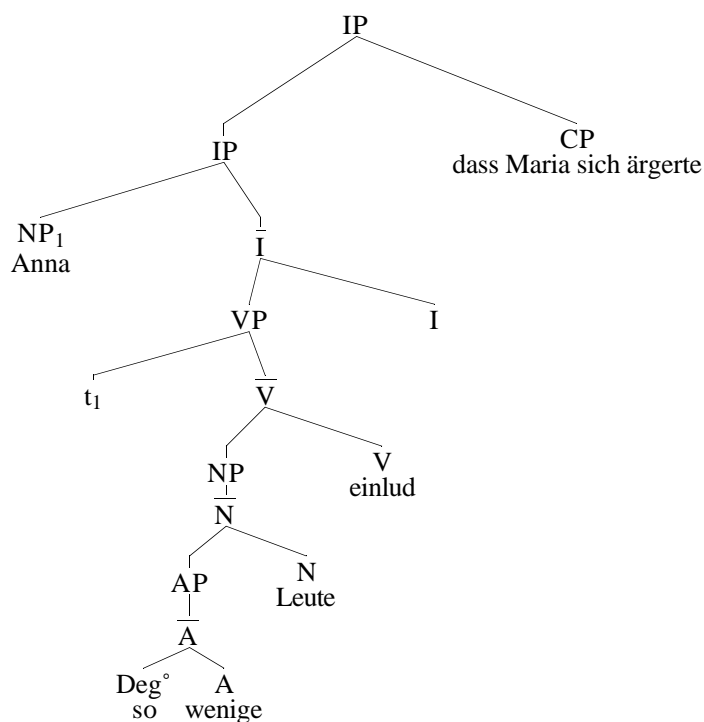 IP
IP
CP
dass Maria sich ärgerte
NP₁
Anna
I̅
VP
I
t₁
V̅
NP
V
einlud
N̅
AP
N
Leute
A̅
Deg° A
so wenige